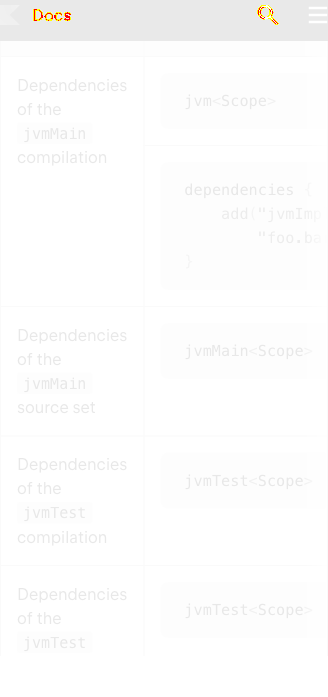 Docs
Dependencies
of the
jvmMain
compilation
jvm<Scope>
dependencies {
add("jvmImp
"foo.ba
}
Dependencies
of the
jvmMain
source set
jvmMain<Scope>
Dependencies
of the
jvmTest
compilation
jvmTest<Scope>
Dependencies
of the
jvmTest
jvmTest<Scope>